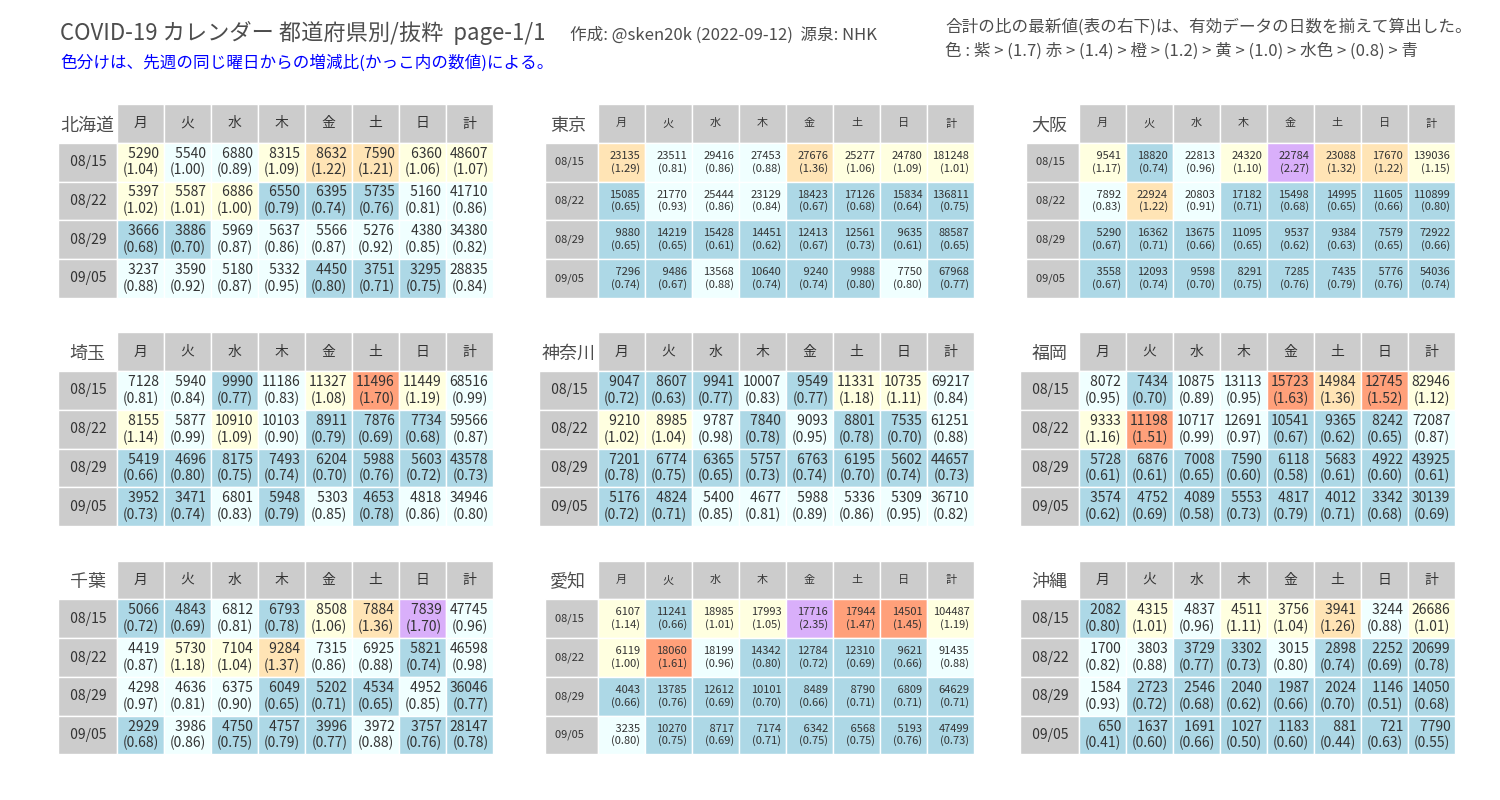 COVID-19 カレンダー 都道府県別/抜粋 page-1/1 作成: @sken20k (2022-09-12) 源泉: NHK
合計の比の最新値(表の右下)は、有効データの日数を揃えて算出した。
色分けは、先週の同じ曜日からの増減比(かっこ内の数値)による。
色 : 紫 > (1.7) 赤 > (1.4) > 橙 > (1.2) > 黄 > (1.0) > 水色 > (0.8) > 青
北海道 月 火 水 木 金 土 日 計
08/15 5290 5540 6880 8315 8632 7590 6360 48607
(1.04) (1.00) (0.89) (1.09) (1.22) (1.21) (1.06) (1.07)
08/22 5397 5587 6886 6550 6395 5735 5160 41710
(1.02) (1.01) (1.00) (0.79) (0.74) (0.76) (0.81) (0.86)
08/29 3666 3886 5969 5637 5566 5276 4380 34380
(0.68) (0.70) (0.87) (0.86) (0.87) (0.92) (0.85) (0.82)
09/05 3237 3590 5180 5332 4450 3751 3295 28835
(0.88) (0.92) (0.87) (0.95) (0.80) (0.71) (0.75) (0.84)
東京 月 火 水 木 金 土 日 計
08/15 23135 23511 29416 27453 27676 25277 24780 181248
(1.29) (0.81) (0.86) (0.88) (1.36) (1.06) (1.09) (1.01)
08/22 15085 21770 25444 23129 18423 17126 15834 136811
(0.65) (0.93) (0.86) (0.84) (0.67) (0.68) (0.64) (0.75)
08/29 9880 14219 15428 14451 12413 12561 9635 88587
(0.65) (0.65) (0.61) (0.62) (0.67) (0.73) (0.61) (0.65)
09/05 7296 9486 13568 10640 9240 9988 7750 67968
(0.74) (0.67) (0.88) (0.74) (0.74) (0.80) (0.80) (0.77)
大阪 月 火 水 木 金 土 日 計
08/15 9541 18820 22813 24320 22784 23088 17670 139036
(1.17) (0.74) (0.96) (1.10) (2.27) (1.32) (1.22) (1.15)
08/22 7892 22924 20803 17182 15498 14995 11605 110899
(0.83) (1.22) (0.91) (0.71) (0.68) (0.65) (0.66) (0.80)
08/29 5290 16362 13675 11095 9537 9384 7579 72922
(0.67) (0.71) (0.66) (0.65) (0.62) (0.63) (0.65) (0.66)
09/05 3558 12093 9598 8291 7285 7435 5776 54036
(0.67) (0.74) (0.70) (0.75) (0.76) (0.79) (0.76) (0.74)
埼玉 月 火 水 木 金 土 日 計
08/15 7128 5940 9990 11186 11327 11496 11449 68516
(0.81) (0.84) (0.77) (0.83) (1.08) (1.70) (1.19) (0.99)
08/22 8155 5877 10910 10103 8911 7876 7734 59566
(1.14) (0.99) (1.09) (0.90) (0.79) (0.69) (0.68) (0.87)
08/29 5419 4696 8175 7493 6204 5988 5603 43578
(0.66) (0.80) (0.75) (0.74) (0.70) (0.76) (0.72) (0.73)
09/05 3952 3471 6801 5948 5303 4653 4818 34946
(0.73) (0.74) (0.83) (0.79) (0.85) (0.78) (0.86) (0.80)
神奈川 月 火 水 木 金 土 日 計
08/15 9047 8607 9941 10007 9549 11331 10735 69217
(0.72) (0.63) (0.77) (0.83) (0.77) (1.18) (1.11) (0.84)
08/22 9210 8985 9787 7840 9093 8801 7535 61251
(1.02) (1.04) (0.98) (0.78) (0.95) (0.78) (0.70) (0.88)
08/29 7201 6774 6365 5757 6763 6195 5602 44657
(0.78) (0.75) (0.65) (0.73) (0.74) (0.70) (0.74) (0.73)
09/05 5176 4824 5400 4677 5988 5336 5309 36710
(0.72) (0.71) (0.85) (0.81) (0.89) (0.86) (0.95) (0.82)
福岡 月 火 水 木 金 土 日 計
08/15 8072 7434 10875 13113 15723 14984 12745 82946
(0.95) (0.70) (0.89) (0.95) (1.63) (1.36) (1.52) (1.12)
08/22 9333 11198 10717 12691 10541 9365 8242 72087
(1.16) (1.51) (0.99) (0.97) (0.67) (0.62) (0.65) (0.87)
08/29 5728 6876 7008 7590 6118 5683 4922 43925
(0.61) (0.61) (0.65) (0.60) (0.58) (0.61) (0.60) (0.61)
09/05 3574 4752 4089 5553 4817 4012 3342 30139
(0.62) (0.69) (0.58) (0.73) (0.79) (0.71) (0.68) (0.69)
千葉 月 火 水 木 金 土 日 計
08/15 5066 4843 6812 6793 8508 7884 7839 47745
(0.72) (0.69) (0.81) (0.78) (1.06) (1.36) (1.70) (0.96)
08/22 4419 5730 7104 9284 7315 6925 5821 46598
(0.87) (1.18) (1.04) (1.37) (0.86) (0.88) (0.74) (0.98)
08/29 4298 4636 6375 6049 5202 4534 4952 36046
(0.97) (0.81) (0.90) (0.65) (0.71) (0.65) (0.85) (0.77)
09/05 2929 3986 4750 4757 3996 3972 3757 28147
(0.68) (0.86) (0.75) (0.79) (0.77) (0.88) (0.76) (0.78)
愛知 月 火 水 木 金 土 日 計
08/15 6107 11241 18985 17993 17716 17944 14501 104487
(1.14) (0.66) (1.01) (1.05) (2.35) (1.47) (1.45) (1.19)
08/22 6119 18060 18199 14342 12784 12310 9621 91435
(1.00) (1.61) (0.96) (0.80) (0.72) (0.69) (0.66) (0.88)
08/29 4043 13785 12612 10101 8489 8790 6809 64629
(0.66) (0.76) (0.69) (0.70) (0.66) (0.71) (0.71) (0.71)
09/05 3235 10270 8717 7174 6342 6568 5193 47499
(0.80) (0.75) (0.69) (0.71) (0.75) (0.75) (0.76) (0.73)
沖縄 月 火 水 木 金 土 日 計
08/15 2082 4315 4837 4511 3756 3941 3244 26686
(0.80) (1.01) (0.96) (1.11) (1.04) (1.26) (0.88) (1.01)
08/22 1700 3803 3729 3302 3015 2898 2252 20699
(0.82) (0.88) (0.77) (0.73) (0.80) (0.74) (0.69) (0.78)
08/29 1584 2723 2546 2040 1987 2024 1146 14050
(0.93) (0.72) (0.68) (0.62) (0.66) (0.70) (0.51) (0.68)
09/05 650 1637 1691 1027 1183 881 721 7790
(0.41) (0.60) (0.66) (0.50) (0.60) (0.44) (0.63) (0.55)